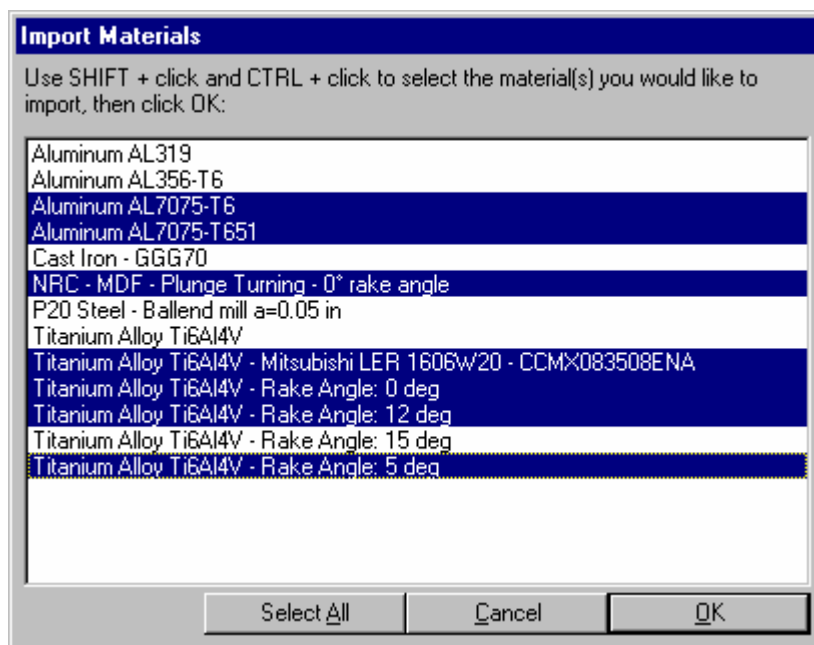 Import Materials
Use SHIFT + click and CTRL + click to select the material(s) you would like to
import, then click OK:
Aluminum AL319
Aluminum AL356-T6
Aluminum AL7075-T6
Aluminum AL7075-T651
Cast Iron - GGG70
NRC - MDF - Plunge Turning - 0° rake angle
P20 Steel - Ballend mill a=0.05 in
Titanium Alloy Ti6Al4V
Titanium Alloy Ti6Al4V - Mitsubishi LER 1606W20 - CCMX083508ENA
Titanium Alloy Ti6Al4V - Rake Angle: 0 deg
Titanium Alloy Ti6Al4V - Rake Angle: 12 deg
Titanium Alloy Ti6Al4V - Rake Angle: 15 deg
Titanium Alloy Ti6Al4V - Rake Angle: 5 deg
Select All Cancel OK